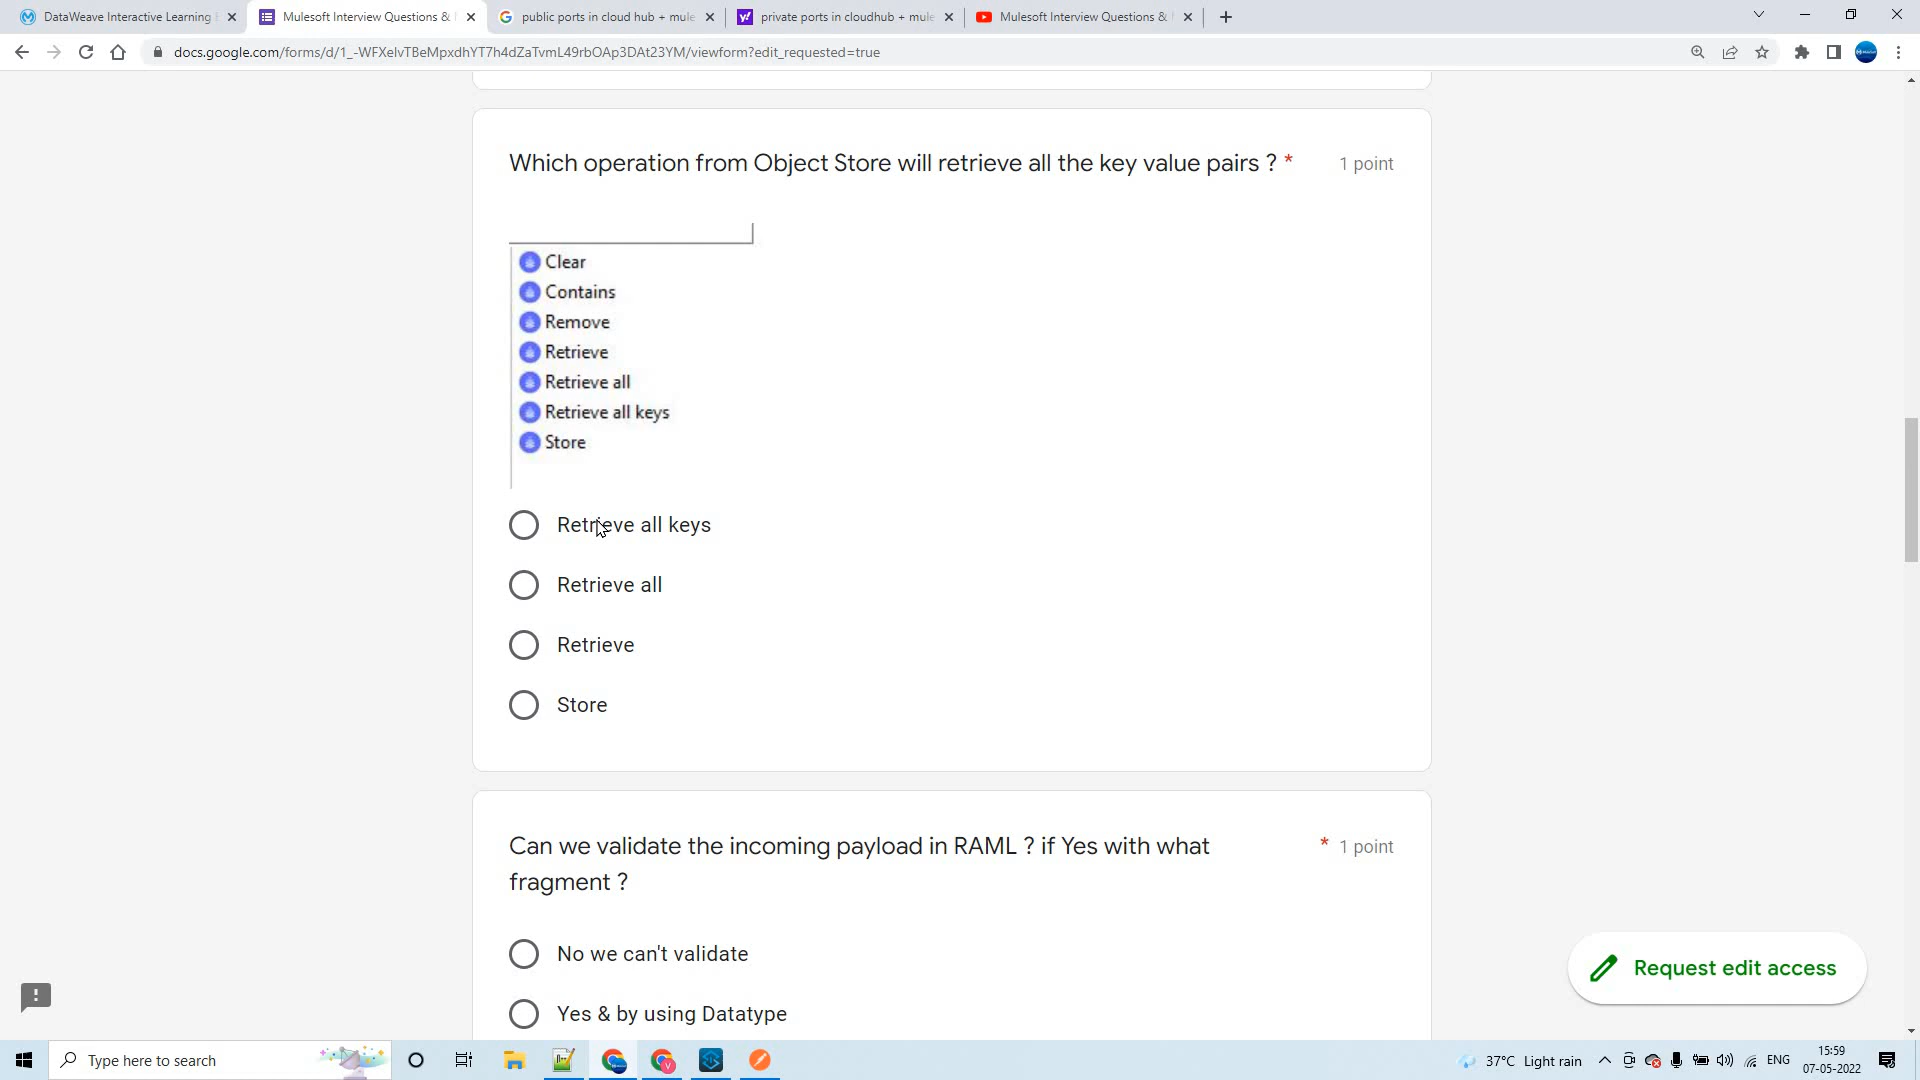 DataWeave Interactive Learning
Mulesoft Interview Questions &
public ports in cloud hub + mule
private ports in cloudhub + mule
Mulesoft Interview Questions &
docs.google.com/forms/d/1_-WFXelvTBeMpxdhYT7h4dZaTvmL49rbOAp3DAt23YM/viewform?edit_requested=true
Which operation from Object Store will retrieve all the key value pairs ? *
1 point
Clear
Contains
Remove
Retrieve
Retrieve all
Retrieve all keys
Store
Retrieve all keys
Retrieve all
Retrieve
Store
Can we validate the incoming payload in RAML ? if Yes with what
fragment ?
* 1 point
No we can't validate
Yes & by using Datatype
Request edit access
Type here to search
37°C Light rain
ENG
15:59
07-05-2022